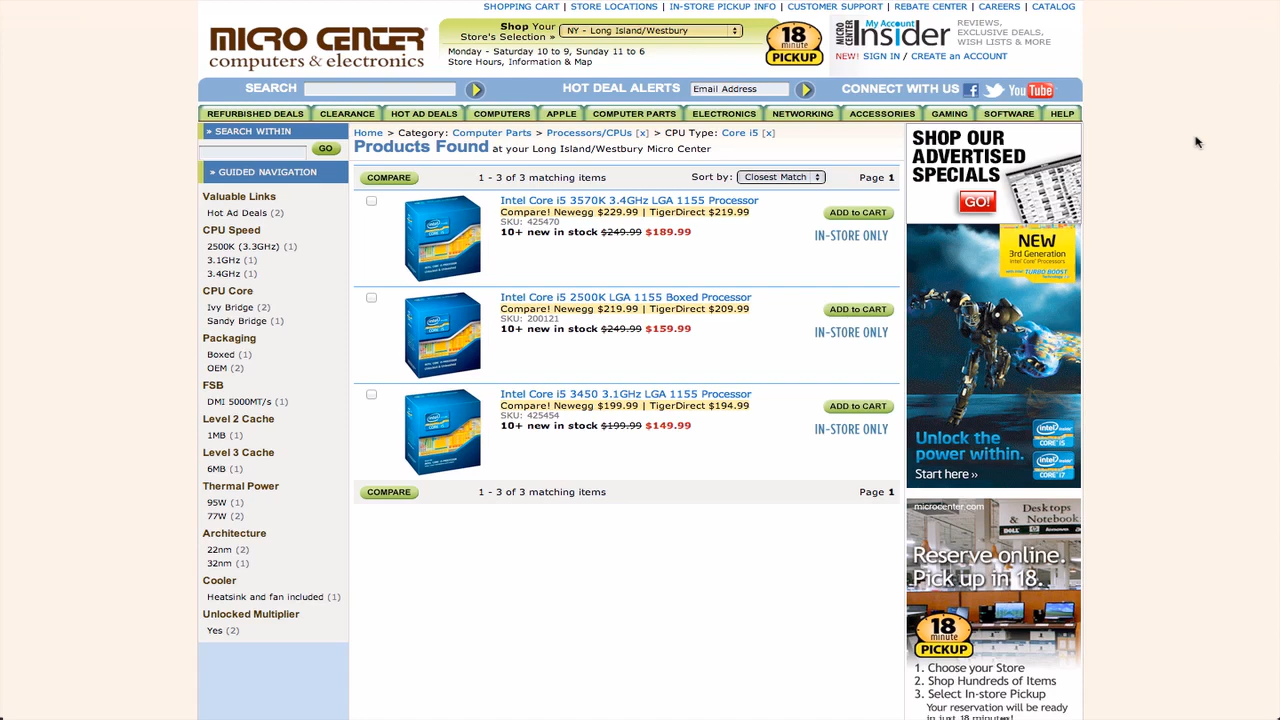 SHOPPING CART | STORE LOCATIONS | IN-STORE PICKUP INFO | CUSTOMER SUPPORT | REBATE CENTER | CAREERS | CATALOG
MICRO CENTER
computers & electronics
Shop Your
Store's Selection »
NY - Long Island/Westbury
Monday - Saturday 10 to 9, Sunday 11 to 6
Store Hours, Information & Map
18
minute
PICKUP
MICRO CENTER
My Account
Insider
REVIEWS,
EXCLUSIVE DEALS,
WISH LISTS & MORE
NEW! SIGN IN / CREATE an ACCOUNT
SEARCH
HOT DEAL ALERTS
Email Address
CONNECT WITH US
You Tube
REFURBISHED DEALS
CLEARANCE
HOT AD DEALS
COMPUTERS
APPLE
COMPUTER PARTS
ELECTRONICS
NETWORKING
ACCESSORIES
GAMING
SOFTWARE
HELP
» SEARCH WITHIN
GO
» GUIDED NAVIGATION
Valuable Links
Hot Ad Deals (2)
CPU Speed
2500K (3.3GHz) (1)
3.1GHz (1)
3.4GHz (1)
CPU Core
Ivy Bridge (2)
Sandy Bridge (1)
Packaging
Boxed (1)
OEM (2)
FSB
DMI 5000MT/s (1)
Level 2 Cache
1MB (1)
Level 3 Cache
6MB (1)
Thermal Power
95W (1)
77W (2)
Architecture
22nm (2)
32nm (1)
Cooler
Heatsink and fan included (1)
Unlocked Multiplier
Yes (2)
Home > Category: Computer Parts > Processors/CPUs [x] > CPU Type: Core i5 [x]
Products Found at your Long Island/Westbury Micro Center
COMPARE
1 - 3 of 3 matching items
Sort by: Closest Match
Page 1
Intel Core i5 3570K 3.4GHz LGA 1155 Processor
Compare! Newegg $229.99 | TigerDirect $219.99
SKU: 425470
10+ new in stock $249.99 $189.99
ADD to CART
IN-STORE ONLY
Intel Core i5 2500K LGA 1155 Boxed Processor
Compare! Newegg $219.99 | TigerDirect $209.99
SKU: 200121
10+ new in stock $249.99 $159.99
ADD to CART
IN-STORE ONLY
Intel Core i5 3450 3.1GHz LGA 1155 Processor
Compare! Newegg $199.99 | TigerDirect $194.99
SKU: 425454
10+ new in stock $199.99 $149.99
ADD to CART
IN-STORE ONLY
COMPARE
1 - 3 of 3 matching items
Page 1
SHOP OUR
ADVERTISED
SPECIALS
GO!
NEW
3rd Generation
Intel Core Processors
TURBO BOOST
Unlock the
power within.
Start here »
intel
CORE i5
intel
CORE i7
microcenter.com
Desktops
& Notebook
DELL
Reserve online.
Pick up in 18.
18
minute
PICKUP
1. Choose your Store
2. Shop Hundreds of Items
3. Select In-store Pickup
Your reservation will be ready
in just 18 minutes!